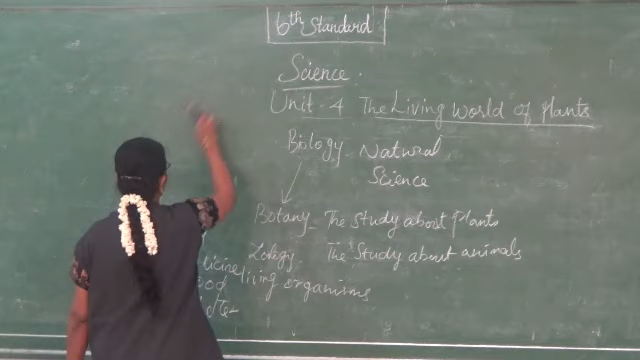 6th Standard
Science.
Unit-4 The Living World of Plants
Biology - Natural
Science
Botany - The Study about Plants
Zology - The Study about animals
living organisms